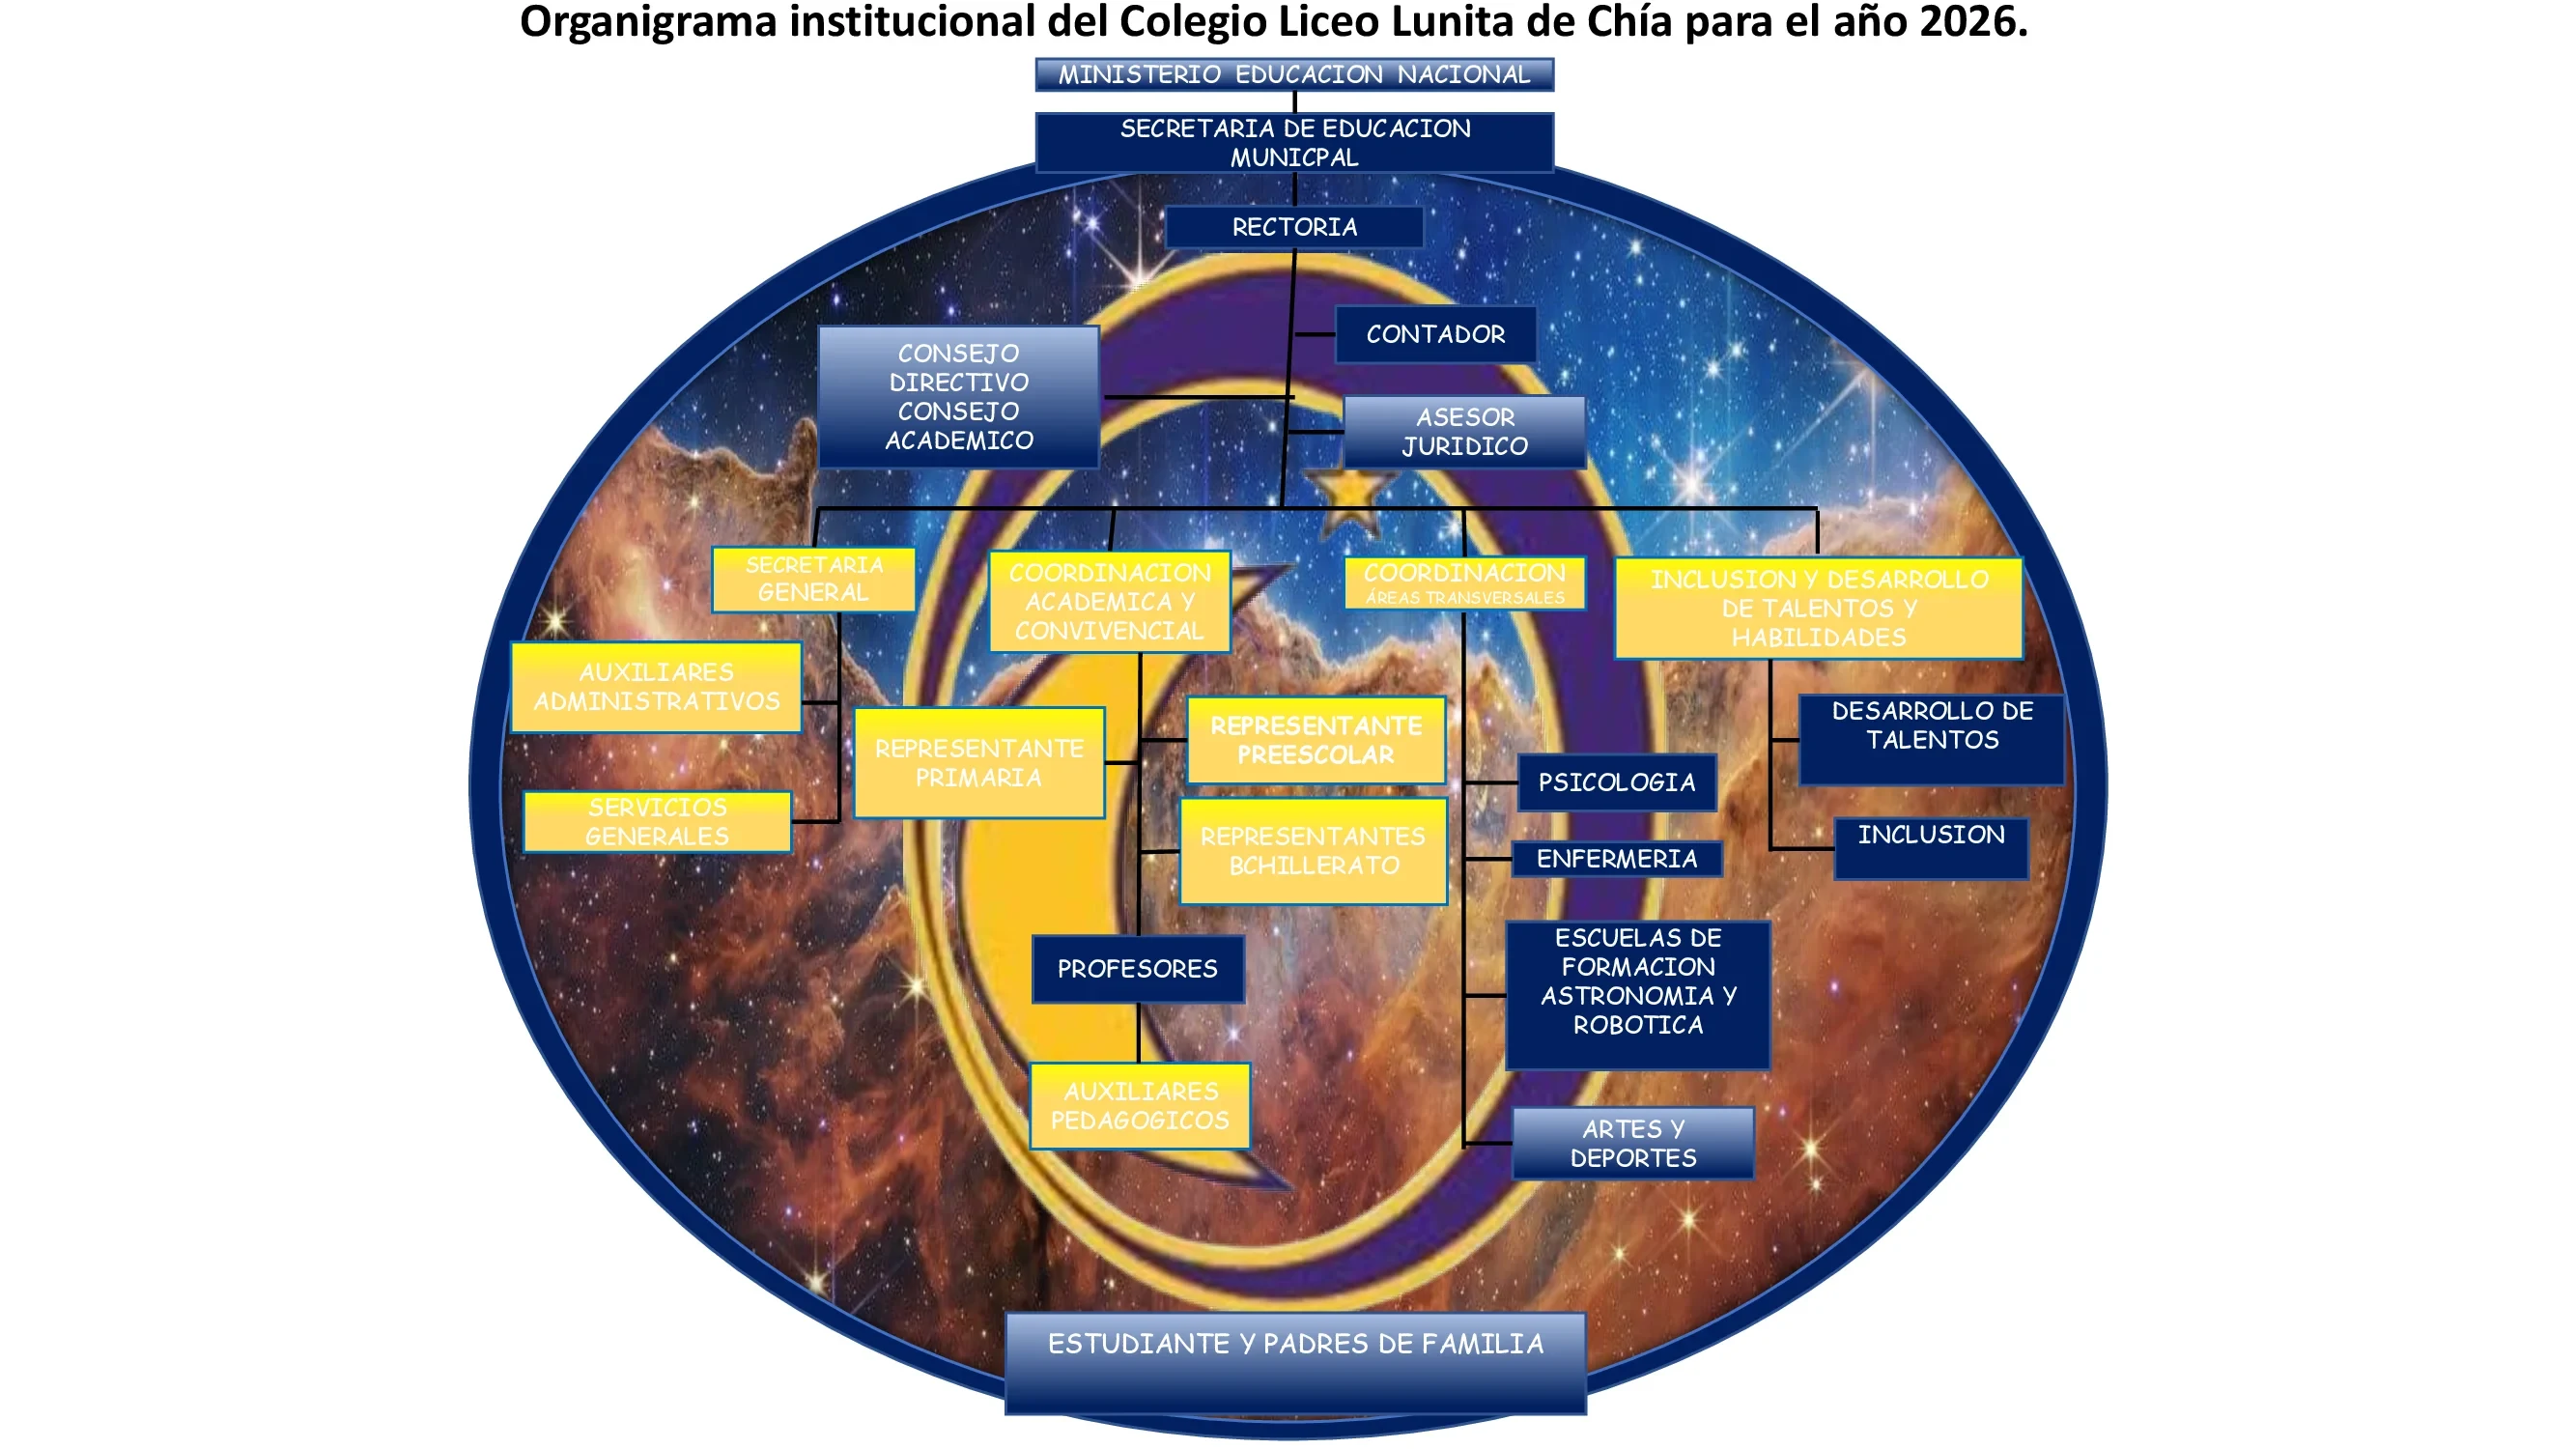 Organigrama institucional del Colegio Liceo Lunita de Chía para el año 2026.
MINISTERIO EDUCACION NACIONAL
SECRETARIA DE EDUCACION
MUNICPAL
RECTORIA
CONTADOR
CONSEJO
DIRECTIVO
CONSEJO
ACADEMICO
ASESOR
JURIDICO
SECRETARIA
GENERAL
COORDINACION
ACADEMICA Y
CONVIVENCIAL
COORDINACION
ÁREAS TRANSVERSALES
INCLUSION Y DESARROLLO
DE TALENTOS Y
HABILIDADES
AUXILIARES
ADMINISTRATIVOS
SERVICIOS
GENERALES
REPRESENTANTE
PRIMARIA
REPRESENTANTE
PREESCOLAR
REPRESENTANTES
BCHILLERATO
PROFESORES
AUXILIARES
PEDAGOGICOS
PSICOLOGIA
ENFERMERIA
ESCUELAS DE
FORMACION
ASTRONOMIA Y
ROBOTICA
ARTES Y
DEPORTES
DESARROLLO DE
TALENTOS
INCLUSION
ESTUDIANTE Y PADRES DE FAMILIA